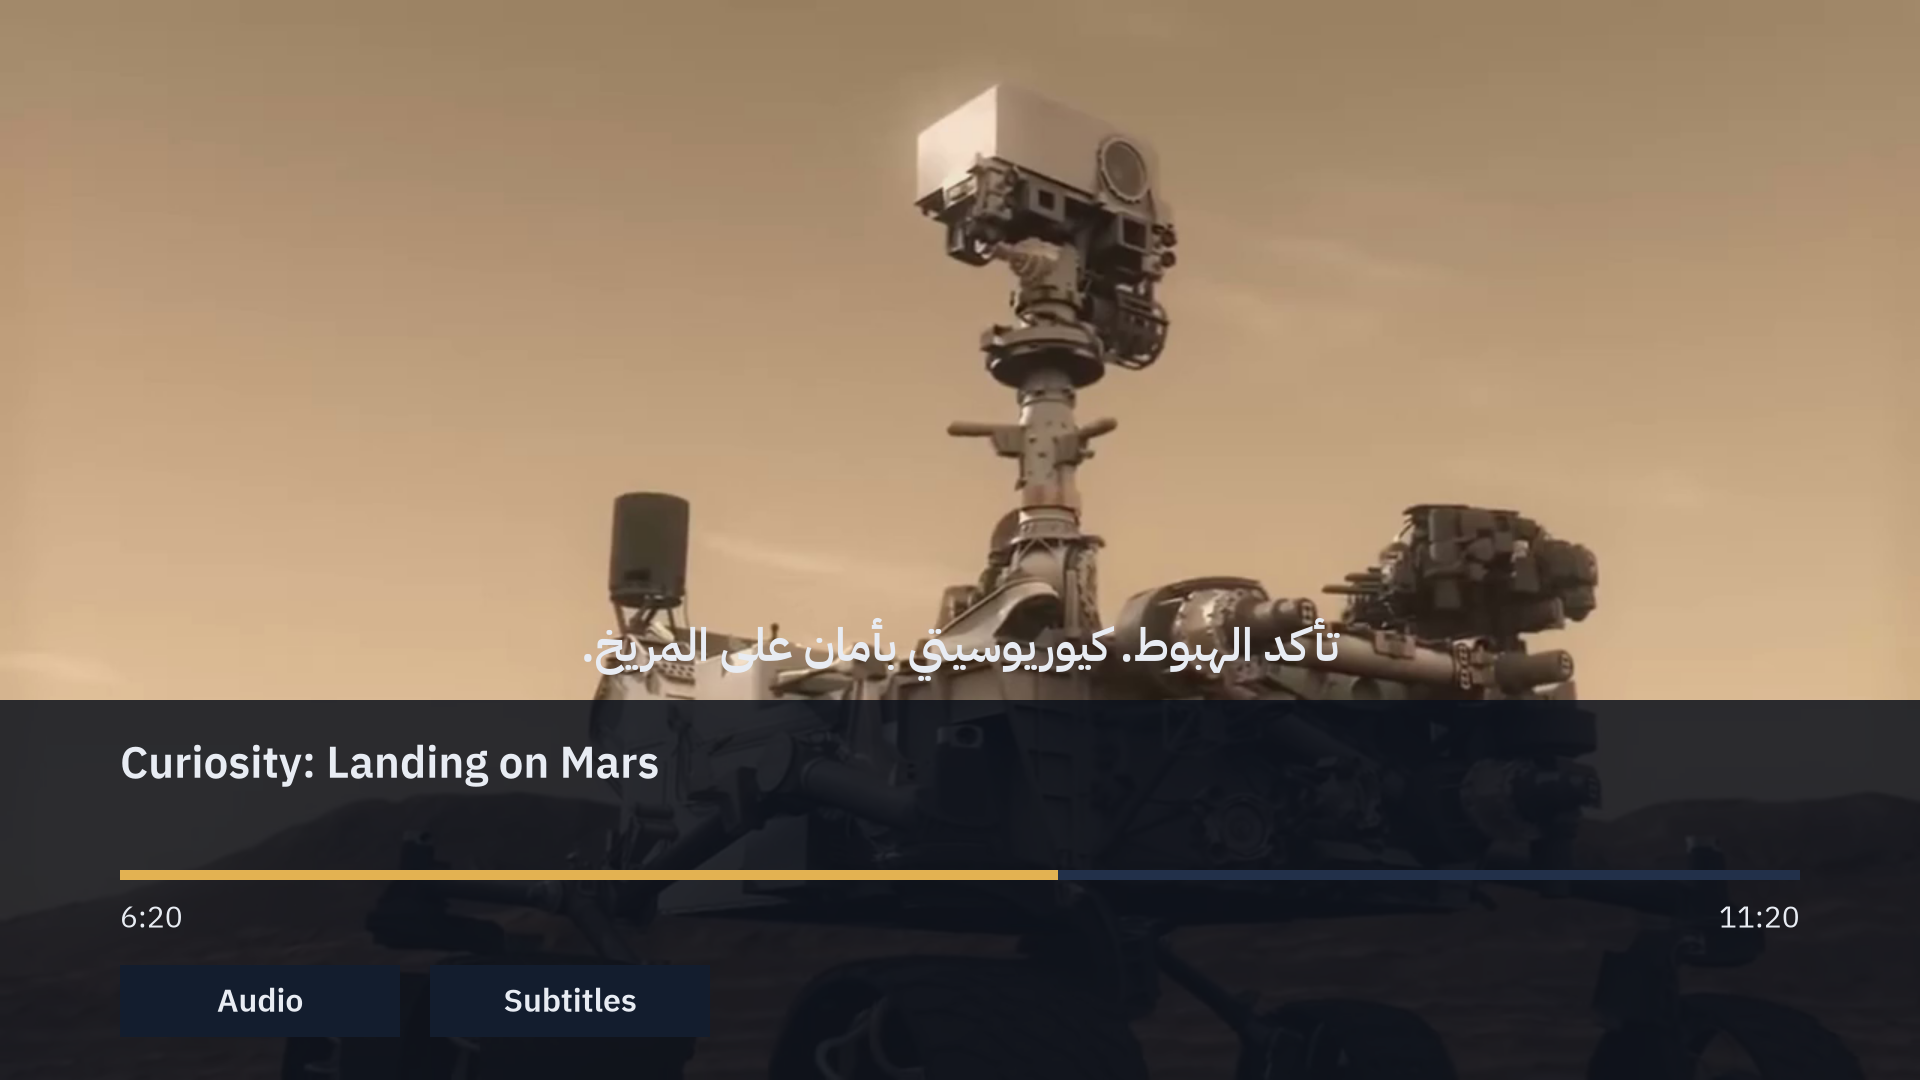 تأكد الهبوط. كيوريوسيتي بأمان على المريخ.
Curiosity: Landing on Mars
6:20
11:20
Audio
Subtitles